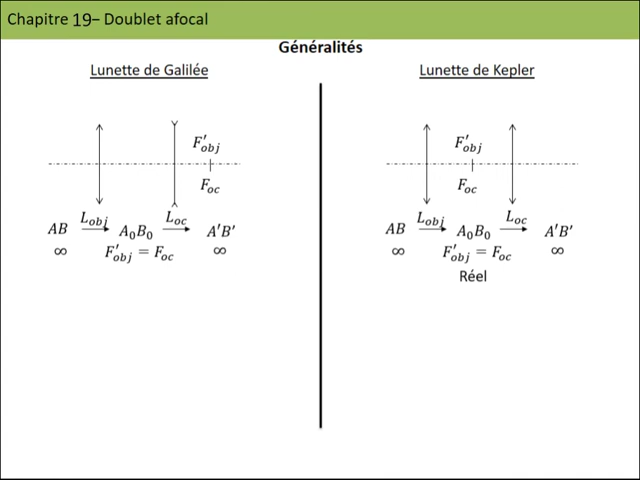 Chapitre 19– Doublet afocal
Généralités
Lunette de Galilée
F'obj
Foc
AB Lobj A₀B₀ Loc A'B'
∞ F'obj = Foc ∞
Lunette de Kepler
F'obj
Foc
AB Lobj A₀B₀ Loc A'B'
∞ F'obj = Foc ∞
Réel